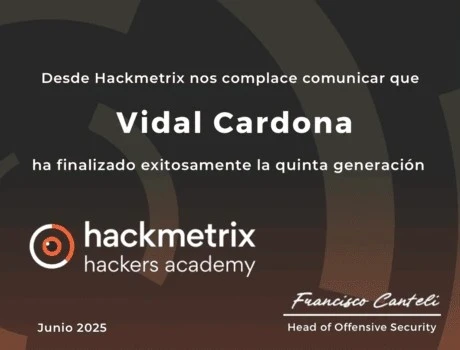 Desde Hackmetrix nos complace comunicar que
Vidal Cardona
ha finalizado exitosamente la quinta generación
hackmetrix
hackers academy
Francisco Canteli
Junio 2025
Head of Offensive Security